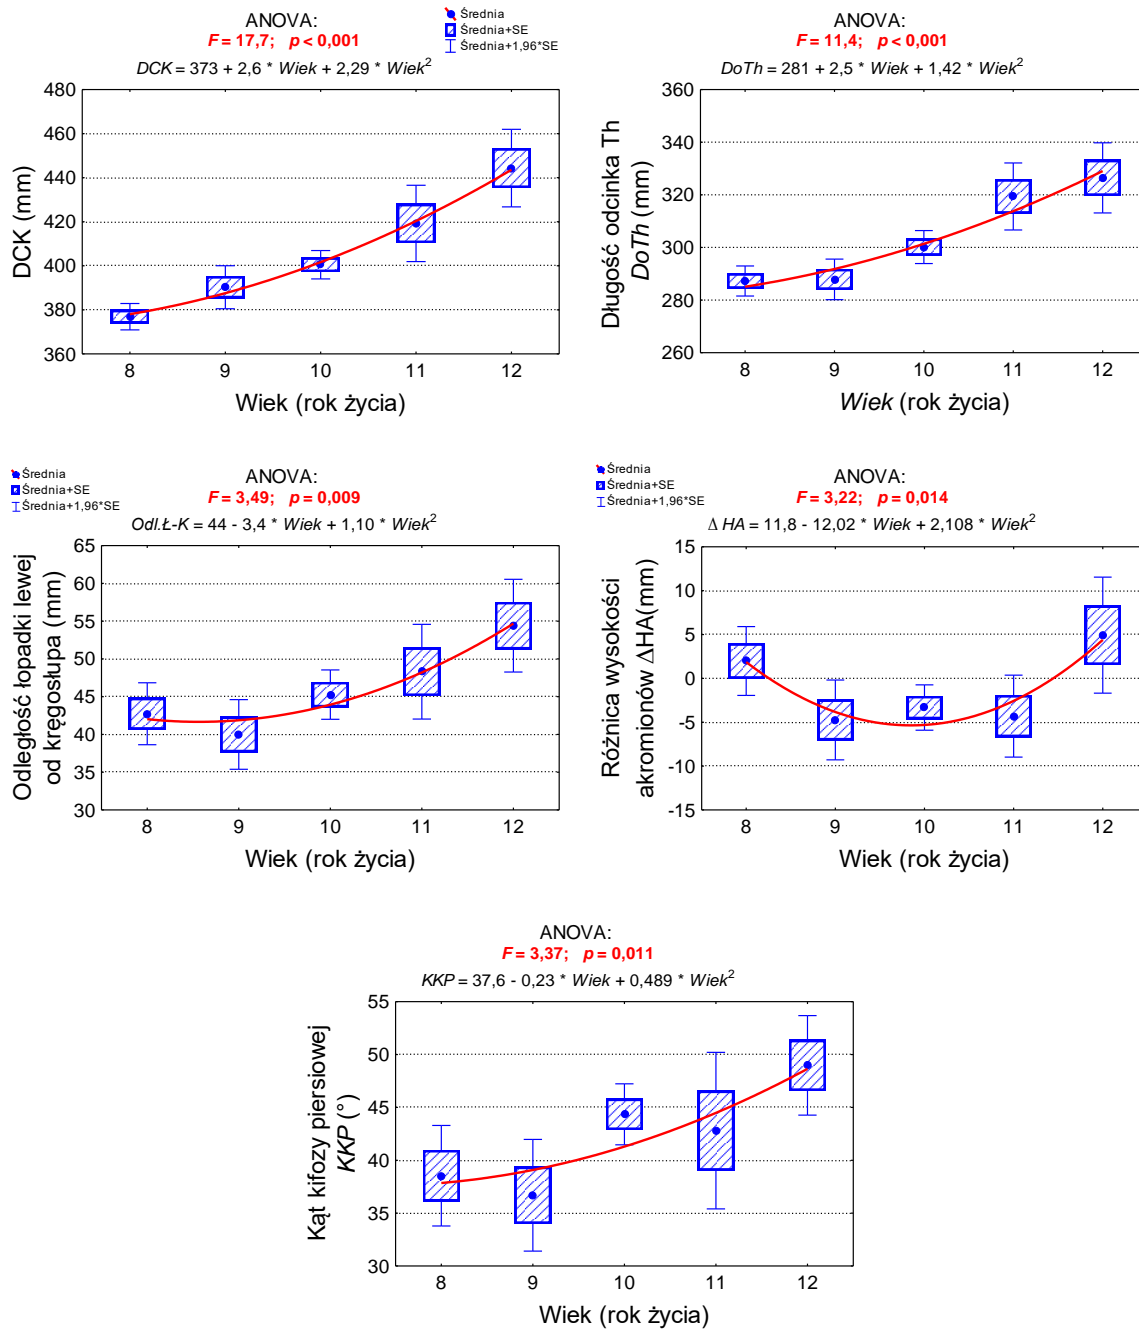 ANOVA:
F = 17,7; p < 0,001
DCK = 373 + 2,6 * Wiek + 2,29 * Wiek²
Średnia
Średnia+SE
Średnia+1,96*SE
DCK (mm)
480
460
440
420
400
380
360
8 9 10 11 12
Wiek (rok życia)
ANOVA:
F = 11,4; p < 0,001
DoTh = 281 + 2,5 * Wiek + 1,42 * Wiek²
Długość odcinka Th
DoTh (mm)
360
340
320
300
280
260
8 9 10 11 12
Wiek (rok życia)
Średnia
Średnia+SE
Średnia+1,96*SE
ANOVA:
F = 3,49; p = 0,009
Odl.Ł-K = 44 - 3,4 * Wiek + 1,10 * Wiek²
Odległość łopadki lewej
od kręgosłupa (mm)
65
60
55
50
45
40
35
30
8 9 10 11 12
Wiek (rok życia)
Średnia
Średnia+SE
Średnia+1,96*SE
ANOVA:
F = 3,22; p = 0,014
Δ HA = 11,8 - 12,02 * Wiek + 2,108 * Wiek²
Różnica wysokości
akromionów ΔHA(mm)
15
10
5
0
-5
-10
-15
8 9 10 11 12
Wiek (rok życia)
ANOVA:
F = 3,37; p = 0,011
KKP = 37,6 - 0,23 * Wiek + 0,489 * Wiek²
Kąt kifozy piersiowej
KKP (°)
55
50
45
40
35
30
8 9 10 11 12
Wiek (rok życia)